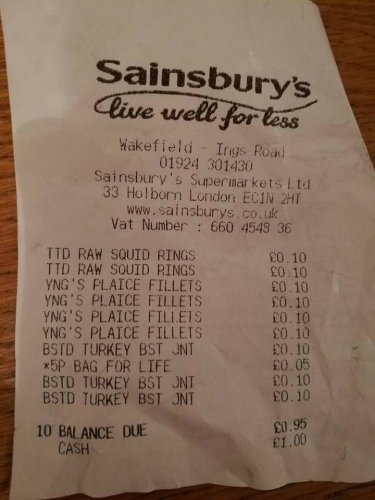 Sainsbury's
live well for less
Wakefield - Ings Road
01924 301430
Sainsbury's Supermarkets Ltd
33 Holborn London EC1N 2HT
www.sainsburys.co.uk
Vat Number : 660 4548 36
TTD RAW SQUID RINGS £0.10
TTD RAW SQUID RINGS £0.10
YNG'S PLAICE FILLETS £0.10
YNG'S PLAICE FILLETS £0.10
YNG'S PLAICE FILLETS £0.10
YNG'S PLAICE FILLETS £0.10
BSTD TURKEY BST JNT £0.10
*5P BAG FOR LIFE £0.05
BSTD TURKEY BST JNT £0.10
BSTD TURKEY BST JNT £0.10
10 BALANCE DUE £0.95
CASH £1.00